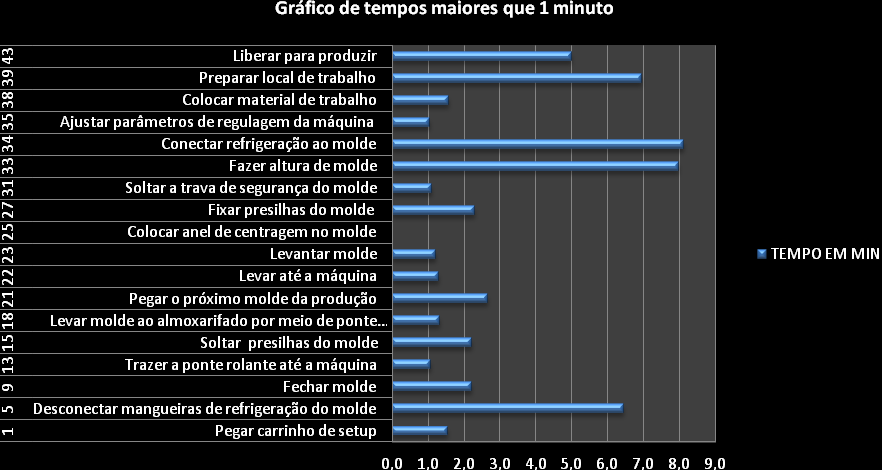 Gráfico de tempos maiores que 1 minuto
43 Liberar para produzir
39 Preparar local de trabalho
38 Colocar material de trabalho
35 Ajustar parâmetros de regulagem da máquina
34 Conectar refrigeração ao molde
33 Fazer altura de molde
31 Soltar a trava de segurança do molde
27 Fixar presilhas do molde
25 Colocar anel de centragem no molde
23 Levantar molde
22 Levar até a máquina
21 Pegar o próximo molde da produção
18 Levar molde ao almoxarifado por meio de ponte...
15 Soltar presilhas do molde
13 Trazer a ponte rolante até a máquina
9 Fechar molde
5 Desconectar mangueiras de refrigeração do molde
1 Pegar carrinho de setup
0,0 1,0 2,0 3,0 4,0 5,0 6,0 7,0 8,0 9,0
TEMPO EM MIN